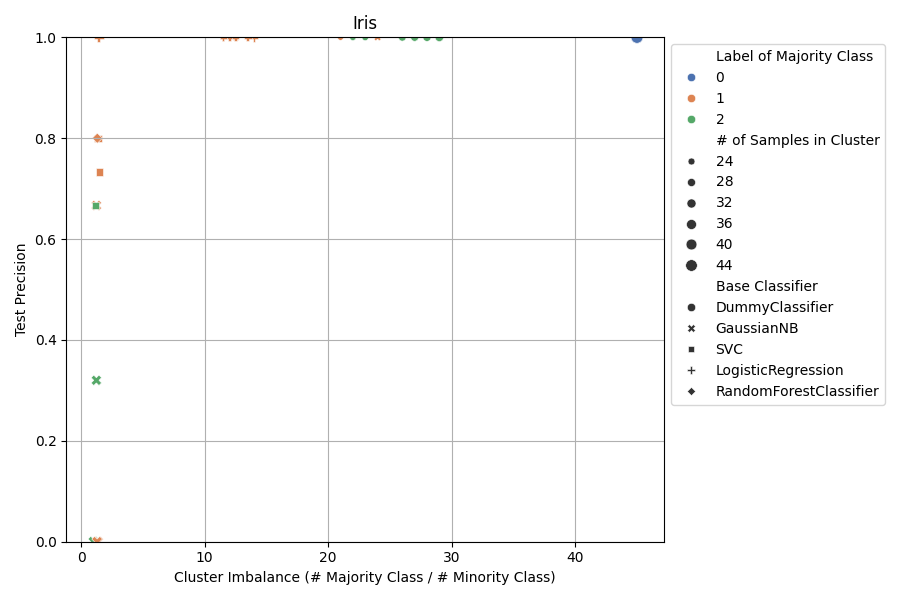 Iris
1.0
0.8
0.6
0.4
0.2
0.0
Test Precision
0
10
20
30
40
Cluster Imbalance (# Majority Class / # Minority Class)
Label of Majority Class
0
1
2
# of Samples in Cluster
24
28
32
36
40
44
Base Classifier
DummyClassifier
GaussianNB
SVC
LogisticRegression
RandomForestClassifier